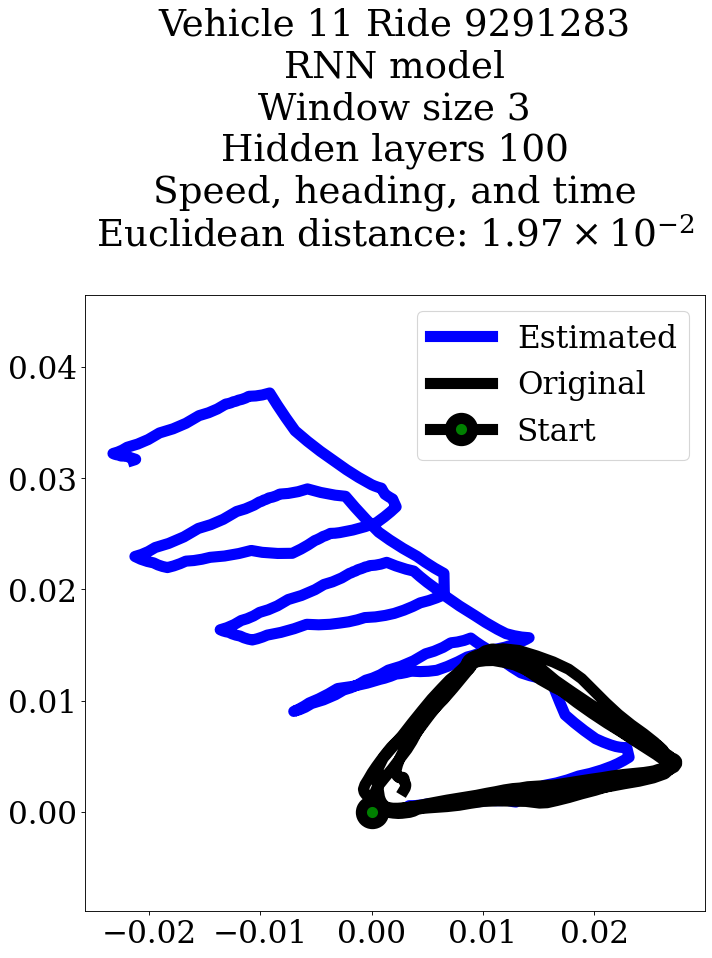 Vehicle 11 Ride 9291283
RNN model
Window size 3
Hidden layers 100
Speed, heading, and time
Euclidean distance: 1.97 × 10⁻²
Estimated
Original
Start
0.04
0.03
0.02
0.01
0.00
−0.02 −0.01 0.00 0.01 0.02